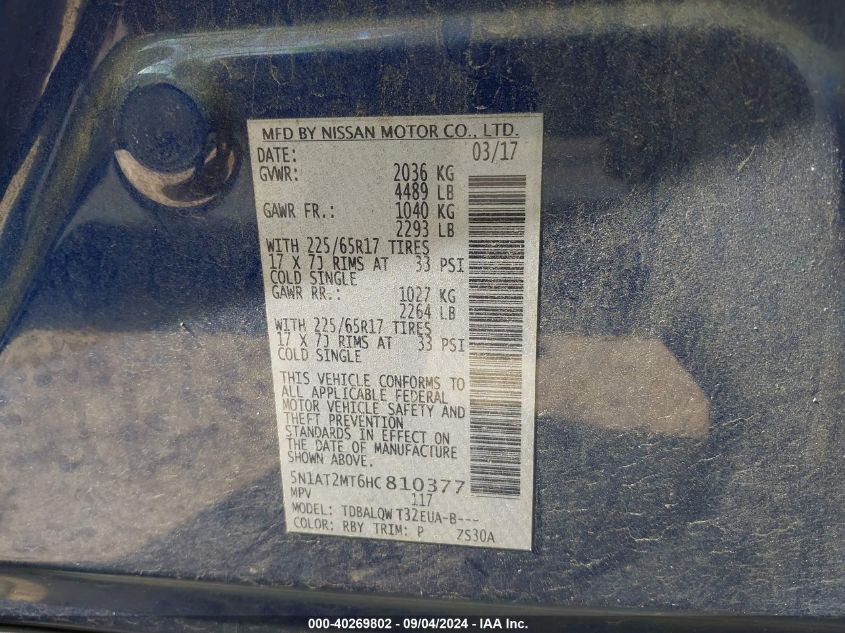 MFD BY NISSAN MOTOR CO., LTD.
DATE: 03/17
GVWR: 2036 KG
4489 LB
GAWR FR.: 1040 KG
2293 LB
WITH 225/65R17 TIRES
17 X 7J RIMS AT 33 PSI
COLD SINGLE
GAWR RR.: 1027 KG
2264 LB
WITH 225/65R17 TIRES
17 X 7J RIMS AT 33 PSI
COLD SINGLE
THIS VEHICLE CONFORMS TO
ALL APPLICABLE FEDERAL
MOTOR VEHICLE SAFETY AND
THEFT PREVENTION
STANDARDS IN EFFECT ON
THE DATE OF MANUFACTURE
SHOWN ABOVE.
5N1AT2MT6HC810377
MPV 117
MODEL: TDBALQWT32EUA-B---
COLOR: RBY TRIM: P ZS30A
000-40269802 - 09/04/2024 - IAA Inc.